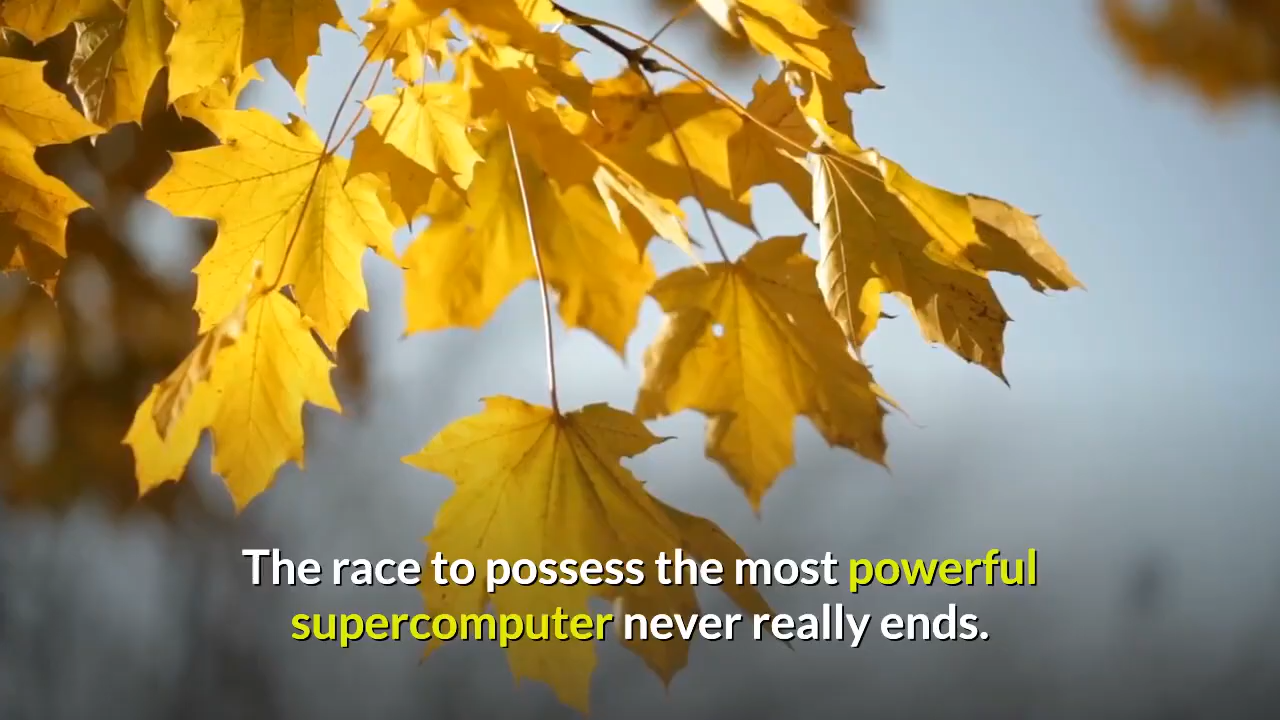 The race to possess the most powerful
supercomputer never really ends.